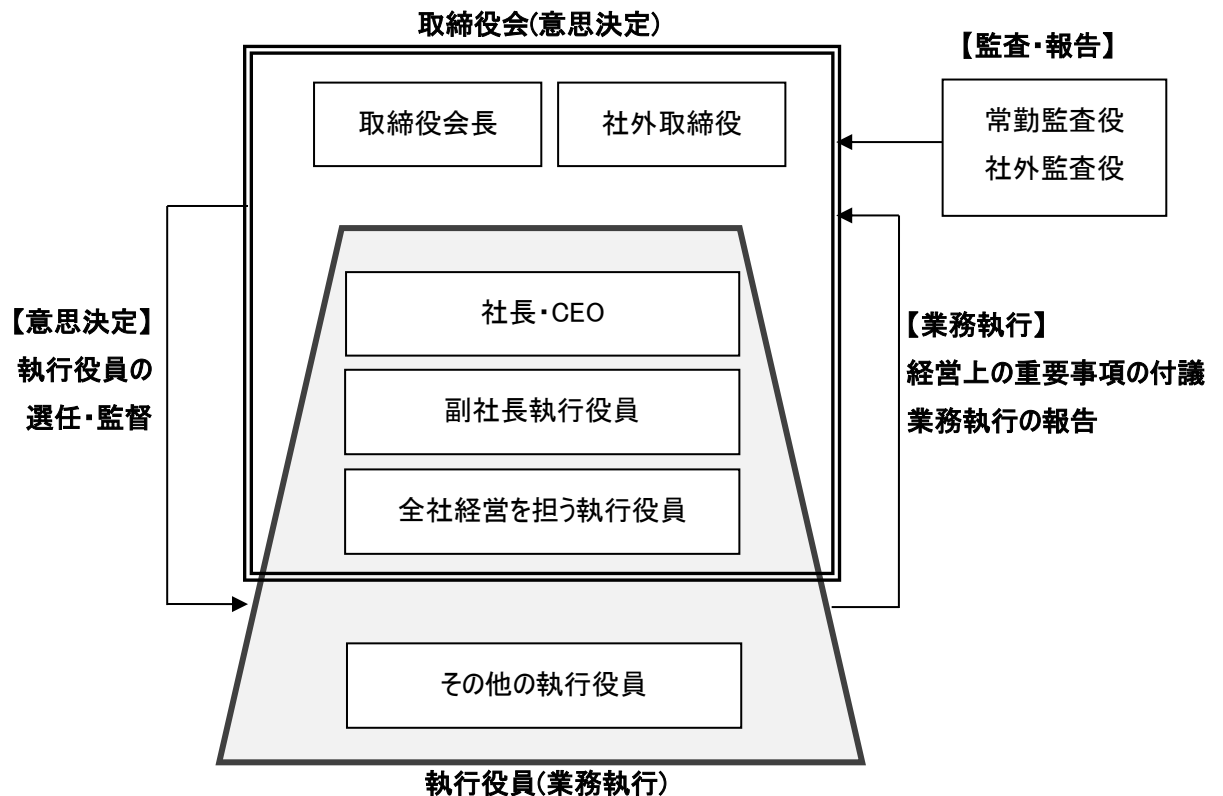 取締役会(意思決定)
【監査・報告】
取締役会長
社外取締役
常勤監査役
社外監査役
【意思決定】
執行役員の
選任・監督
社長・CEO
副社長執行役員
全社経営を担う執行役員
【業務執行】
経営上の重要事項の付議
業務執行の報告
その他の執行役員
執行役員(業務執行)